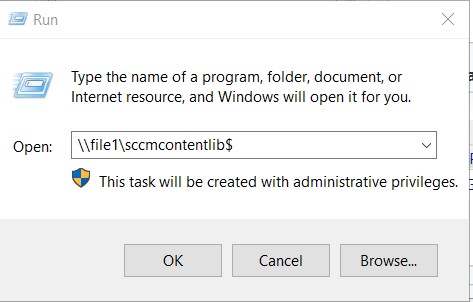 Run
Type the name of a program, folder, document, or
Internet resource, and Windows will open it for you.
Open: \\file1\sccmcontentlib$
This task will be created with administrative privileges.
OK Cancel Browse...